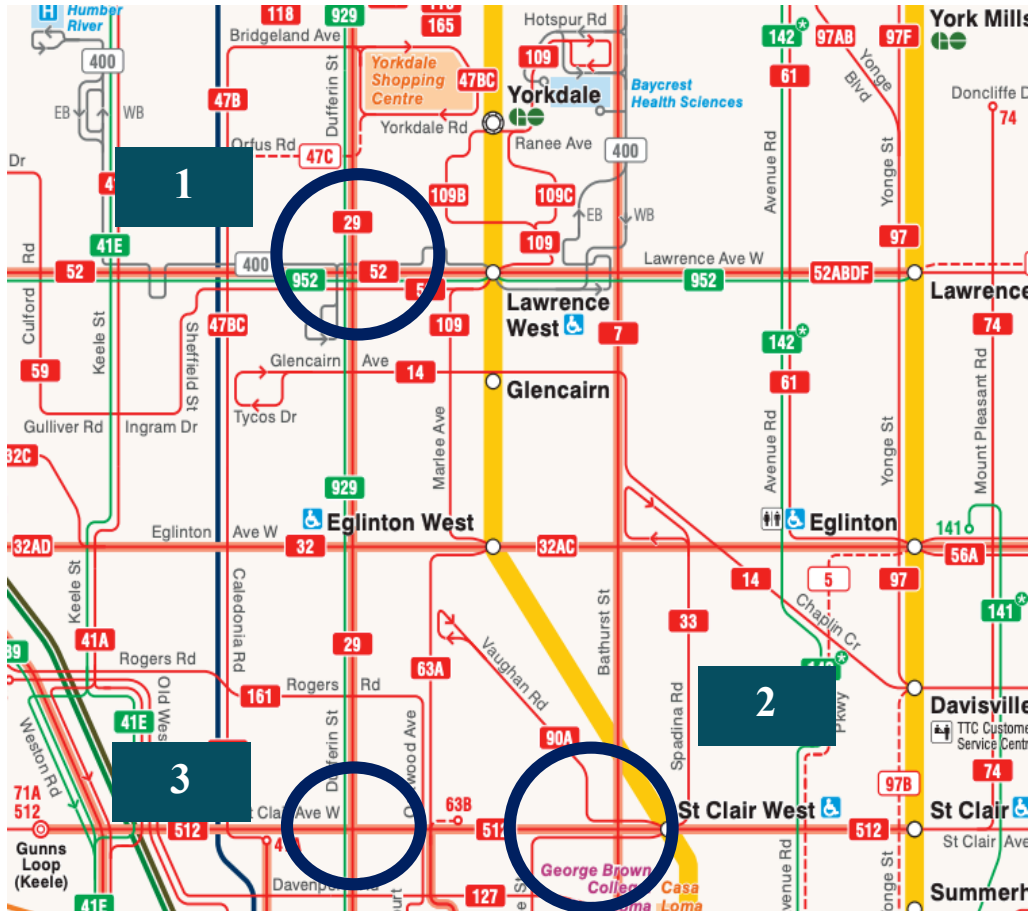 Humber
River
H
118
929
165
Hotspur Rd
142*
97AB
97F
York Mills
Bridgeland Ave
400
Yorkdale
Shopping
Centre
47BC
109
Yorkdale
Baycrest
Health Sciences
61
Yonge
Blvd
Doncliffe D
74
EB
WB
47B
Dufferin St
Yorkdale Rd
Ranee Ave
Orfus Rd
47C
400
Avenue Rd
Yonge St
Dr
1
41E
29
109B
109C
109
EB
WB
97
Culford Rd
52
400
952
52
Lawrence Ave W
952
52ABDF
Lawrence
West
Lawrence
Keele St
Sheffield St
47BC
109
7
142*
74
59
Glencairn Ave
14
Glencairn
61
Tycos Dr
Gulliver Rd
Ingram Dr
Marlee Ave
Avenue Rd
Yonge St
Mount Pleasant Rd
32C
929
Eglinton Ave W
Eglinton West
Eglinton
141
32AD
32
32AC
56A
Keele St
Caledonia Rd
Bathurst St
14
5
97
Chaplin Cr
141*
41A
29
63A
Vaughan Rd
33
Rogers Rd
161
Rogers Rd
Spadina Rd
2
Pkwy
Davisville
TTC Custome
Service Centr
41E
Weston Rd
Dufferin St
90A
3
97B
74
71A
512
St Clair Ave W
63B
St Clair West
St Clair
512
512
512
St Clair Ave
Gunns
Loop
(Keele)
Yonge St
George Brown
College
Casa
Loma
Davenport Rd
127
Summerh
41E